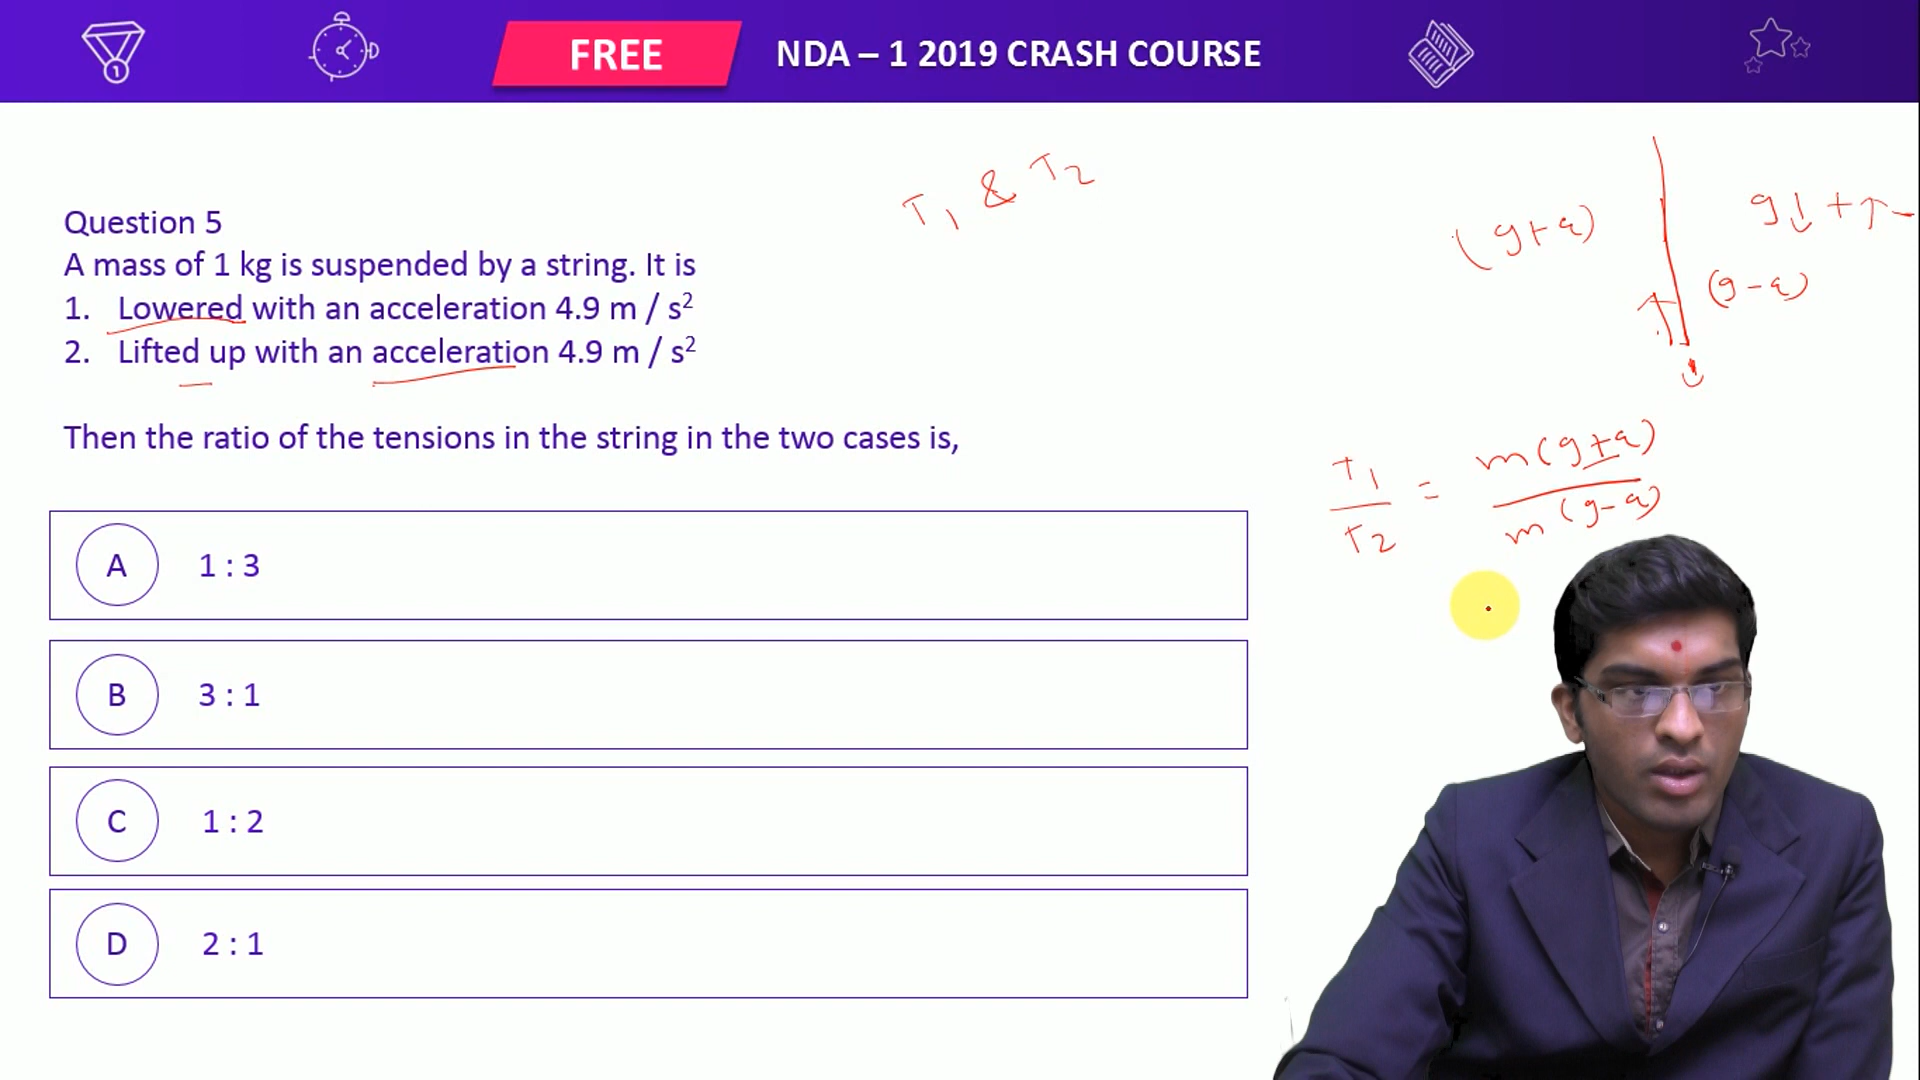 FREE
NDA – 1 2019 CRASH COURSE
1
T1 & T2
(g+a)
g↓ + ↑ -
(g-a)
Question 5
A mass of 1 kg is suspended by a string. It is
1. Lowered with an acceleration 4.9 m / s²
2. Lifted up with an acceleration 4.9 m / s²
Then the ratio of the tensions in the string in the two cases is,
T1/T2 = m(g+a)/m(g-a)
A 1 : 3
B 3 : 1
C 1 : 2
D 2 : 1